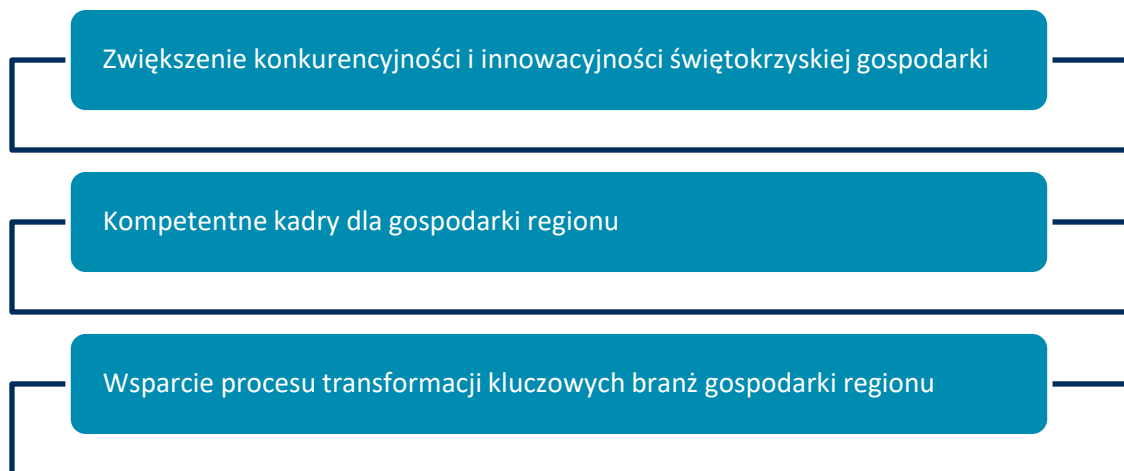 Zwiększenie konkurencyjności i innowacyjności świętokrzyskiej gospodarki
Kompetentne kadry dla gospodarki regionu
Wsparcie procesu transformacji kluczowych branż gospodarki regionu